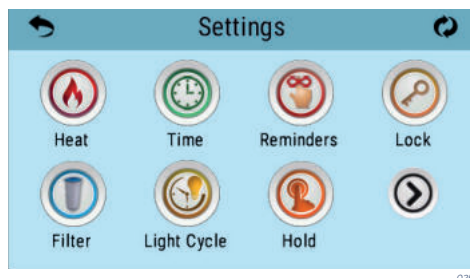 Settings
Heat
Time
Reminders
Lock
Filter
Light Cycle
Hold